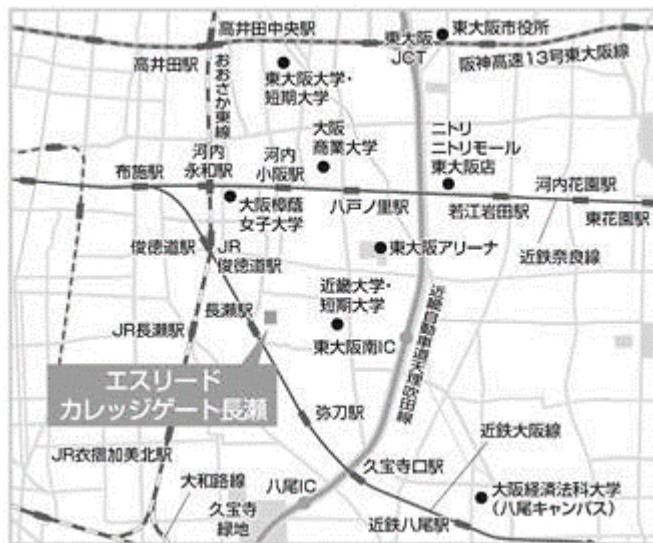 高井田中央駅
東大阪市役所
東大阪
JCT
高井田駅
阪神高速13号東大阪線
おおさか東線
東大阪大学・
短期大学
大阪
商業大学
ニトリ
ニトリモール
東大阪店
布施駅
河内
永和駅
河内
小阪駅
河内花園駅
大阪樟蔭
女子大学
八戸ノ里駅
若江岩田駅
東花園駅
近鉄奈良線
俊徳道駅
JR
俊徳道駅
東大阪アリーナ
近畿大学・
短期大学
長瀬駅
JR長瀬駅
東大阪南IC
近畿自動車道天理吹田線
エスリード
カレッジゲート長瀬
弥刀駅
近鉄大阪線
JR衣摺加美北駅
大和路線
久宝寺口駅
八尾IC
久宝寺
緑地
大阪経済法科大学
(八尾キャンパス)
近鉄八尾駅